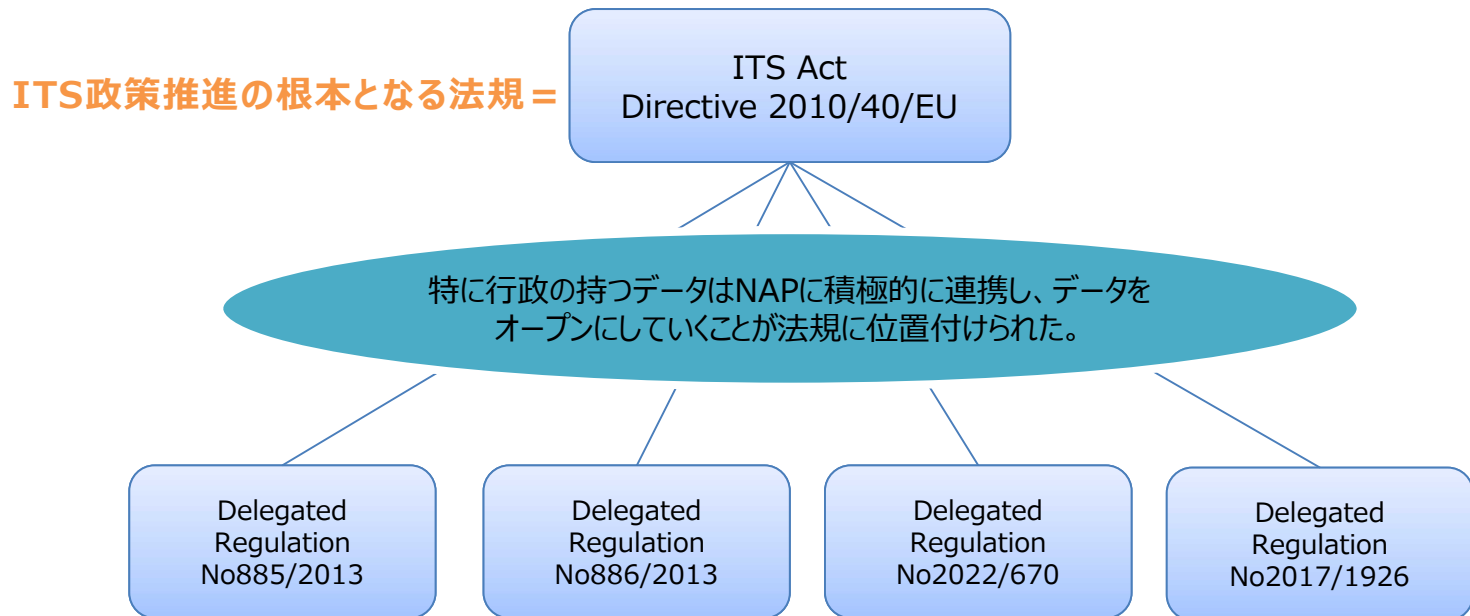 ITS政策推進の根本となる法規＝
ITS Act
Directive 2010/40/EU
特に行政の持つデータはNAPに積極的に連携し、データを
オープンにしていくことが法規に位置付けられた。
Delegated
Regulation
No885/2013
Delegated
Regulation
No886/2013
Delegated
Regulation
No2022/670
Delegated
Regulation
No2017/1926